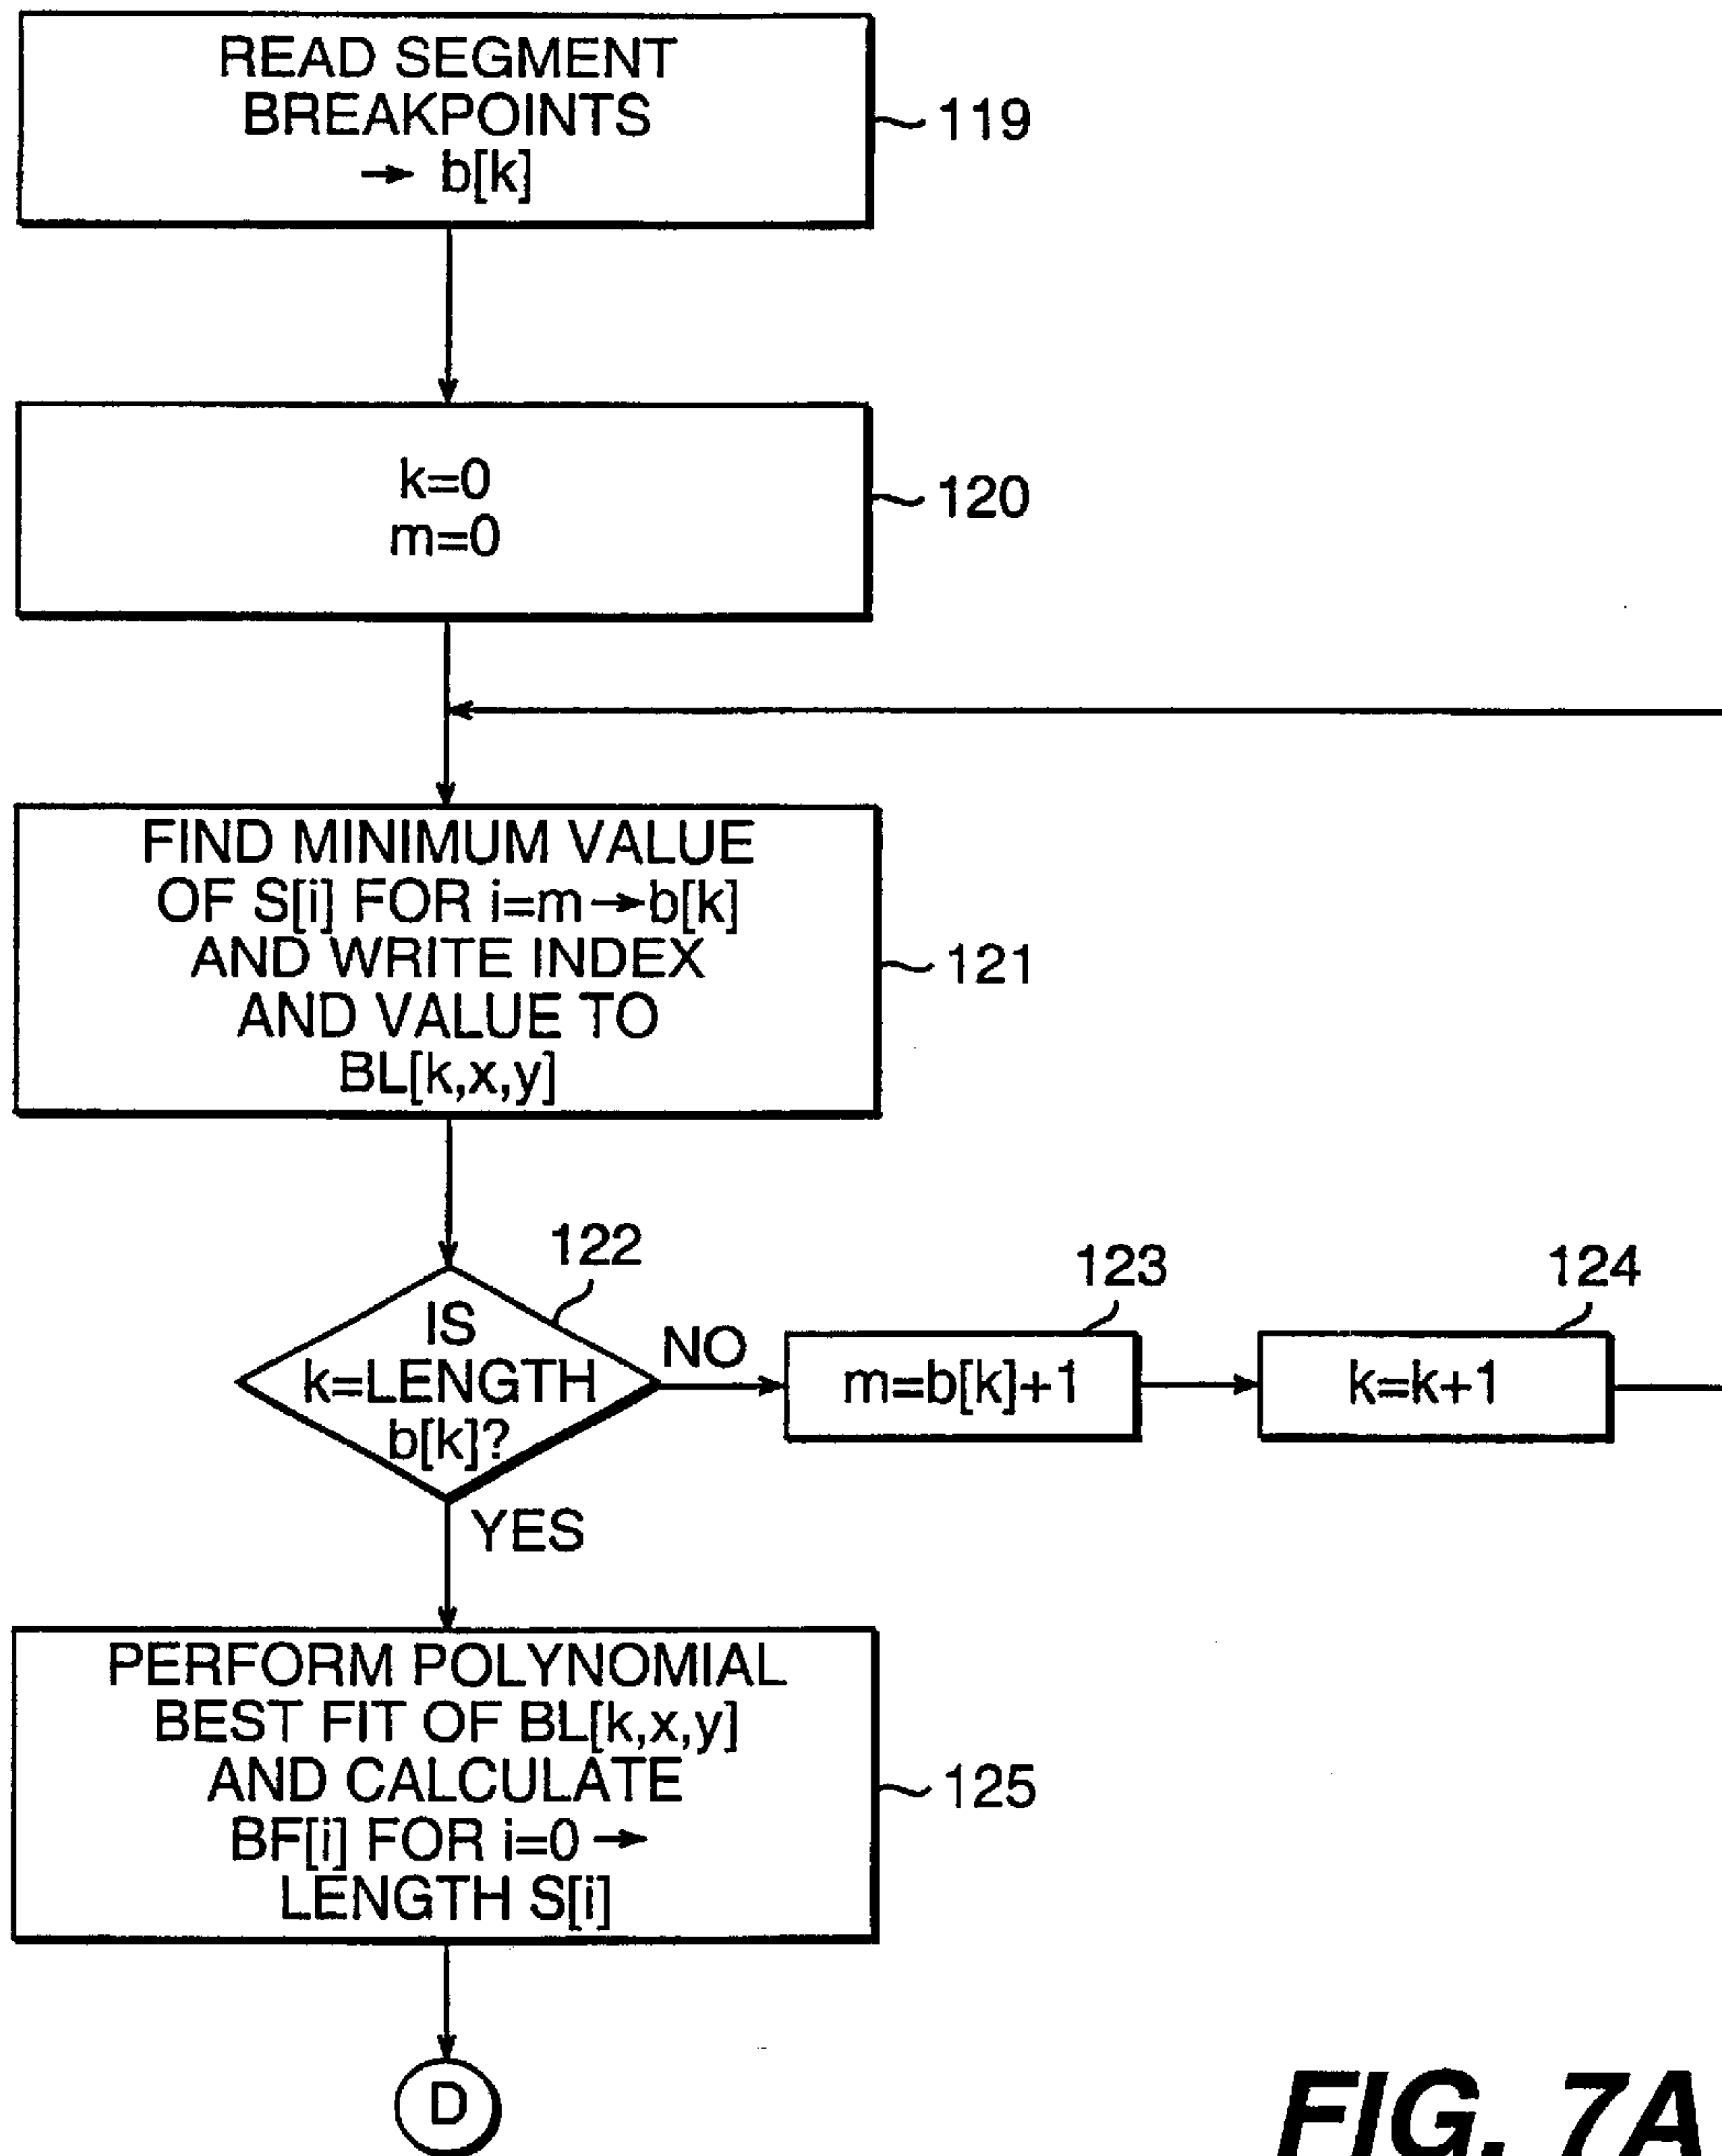 READ SEGMENT
BREAKPOINTS
→ b[k]
119
k=0
m=0
120
FIND MINIMUM VALUE
OF S[i] FOR i=m→b[k]
AND WRITE INDEX
AND VALUE TO
BL[k,x,y]
121
122
IS
k=LENGTH
b[k]?
NO
123
m=b[k]+1
124
k=k+1
YES
PERFORM POLYNOMIAL
BEST FIT OF BL[k,x,y]
AND CALCULATE
BF[i] FOR i=0→
LENGTH S[i]
125
D
FIG. 7A